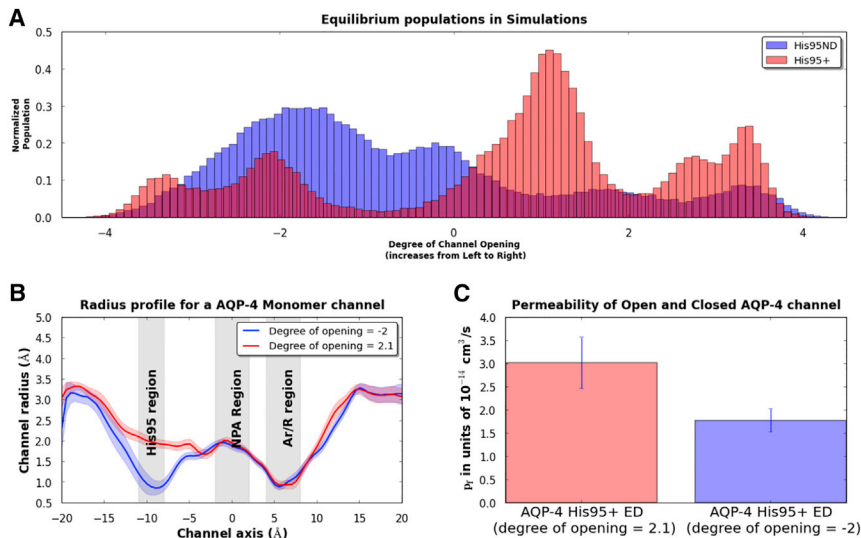 A
Equilibrium populations in Simulations
His95ND
His95+
Normalized
Population
0.5
0.4
0.3
0.2
0.1
0.0
−4
−2
0
2
4
Degree of Channel Opening
(increases from Left to Right)
B
Radius profile for a AQP-4 Monomer channel
Degree of opening = -2
Degree of opening = 2.1
Channel radius (Å)
5.0
4.5
4.0
3.5
3.0
2.5
2.0
1.5
1.0
0.5
His95 region
NPA Region
Ar/R region
−20
−15
−10
−5
0
5
10
15
20
Channel axis (Å)
C
Permeability of Open and Closed AQP-4 channel
pf in units of 10⁻¹⁴ cm³/s
4.0
3.5
3.0
2.5
2.0
1.5
1.0
0.5
0.0
AQP-4 His95+ ED
(degree of opening = 2.1)
AQP-4 His95+ ED
(degree of opening = -2)